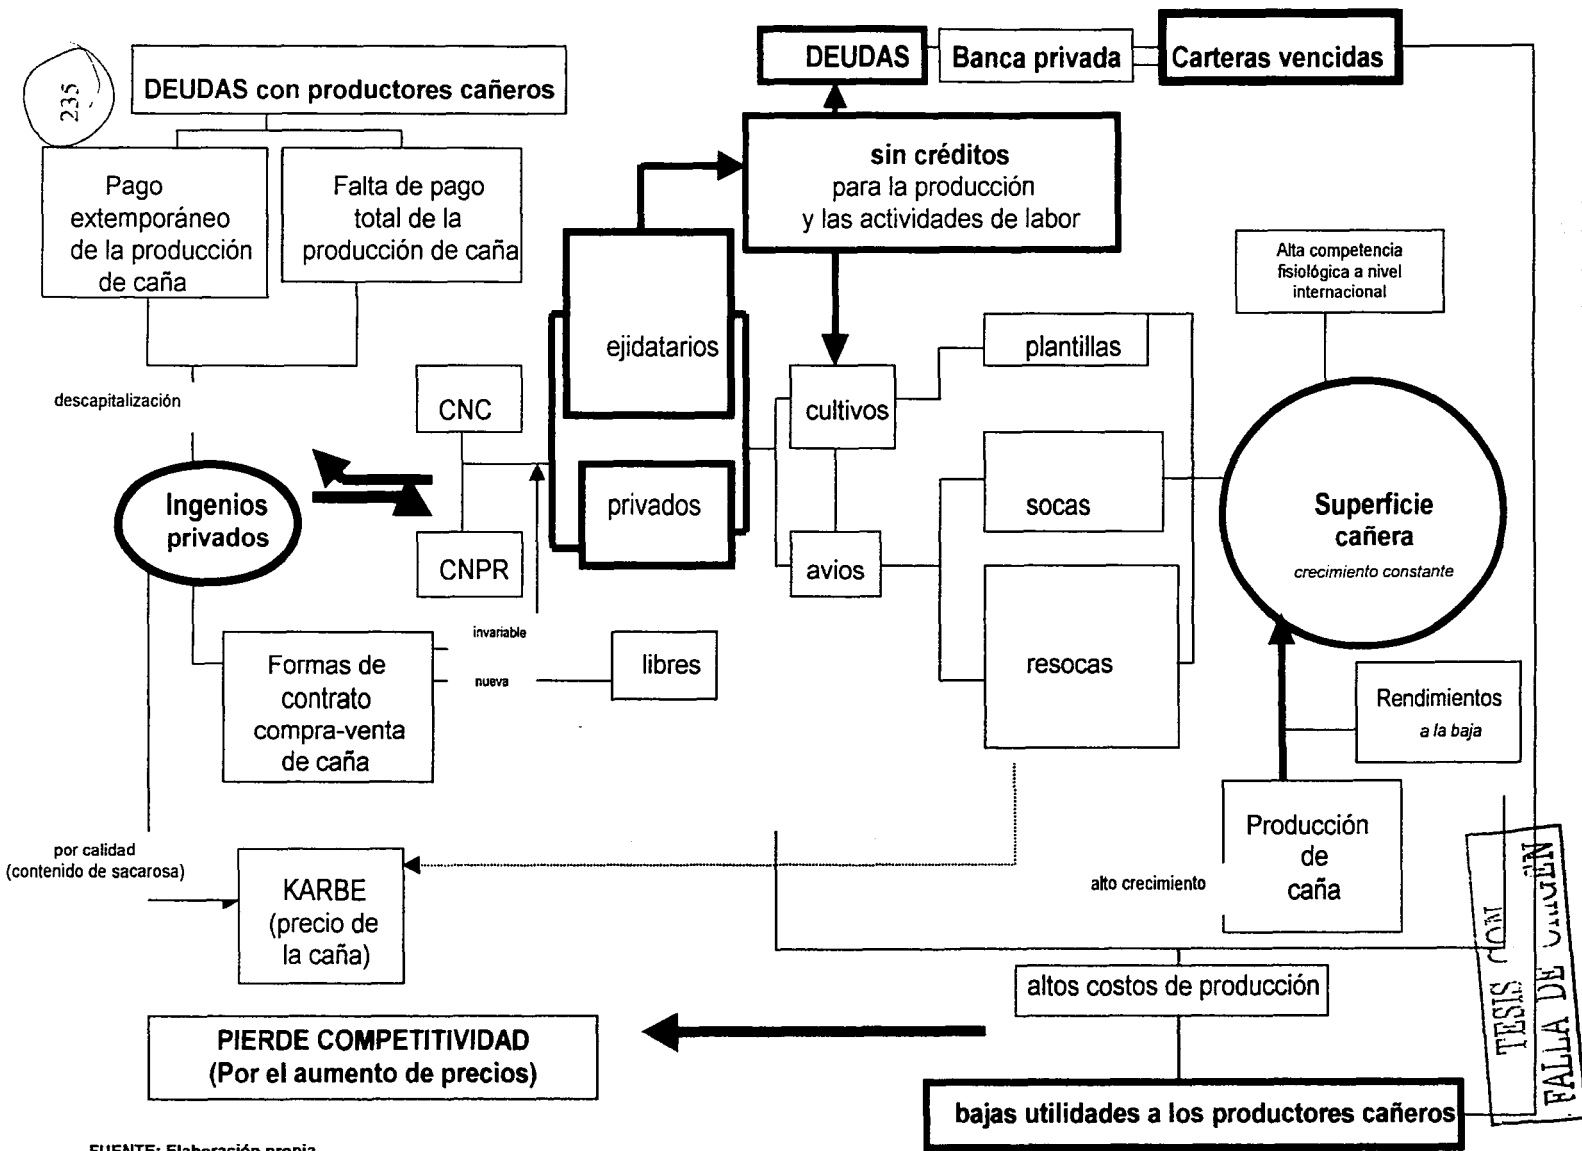 235
DEUDAS con productores cañeros
Pago
extemporáneo
de la producción
de caña
Falta de pago
total de la
producción de caña
descapitalización
Ingenios
privados
CNC
CNPR
Formas de
contrato
compra-venta
de caña
invariable
nueva
libres
por calidad
(contenido de sacarosa)
KARBE
(precio de
la caña)
PIERDE COMPETITIVIDAD
(Por el aumento de precios)
FUENTE: Elaboración propia
DEUDAS
Banca privada
Carteras vencidas
sin créditos
para la producción
y las actividades de labor
ejidatarios
privados
cultivos
avios
plantillas
socas
resocas
Alta competencia
fisiológica a nivel
internacional
Superficie
cañera
crecimiento constante
Rendimientos
a la baja
Producción
de
caña
alto crecimiento
altos costos de producción
bajas utilidades a los productores cañeros
TESIS CON
FALLA DE ORIGEN